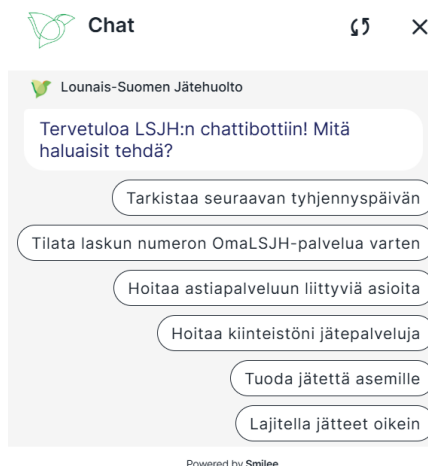 Chat
Lounais-Suomen Jätehuolto
Tervetuloa LSJH:n chattibottiin! Mitä
haluaisit tehdä?
Tarkistaa seuraavan tyhjennyspäivän
Tilata laskun numeron OmaLSJH-palvelua varten
Hoitaa astiapalveluun liittyviä asioita
Hoitaa kiinteistöni jätepalveluja
Tuoda jätettä asemille
Lajitella jätteet oikein
Powered by Smilee